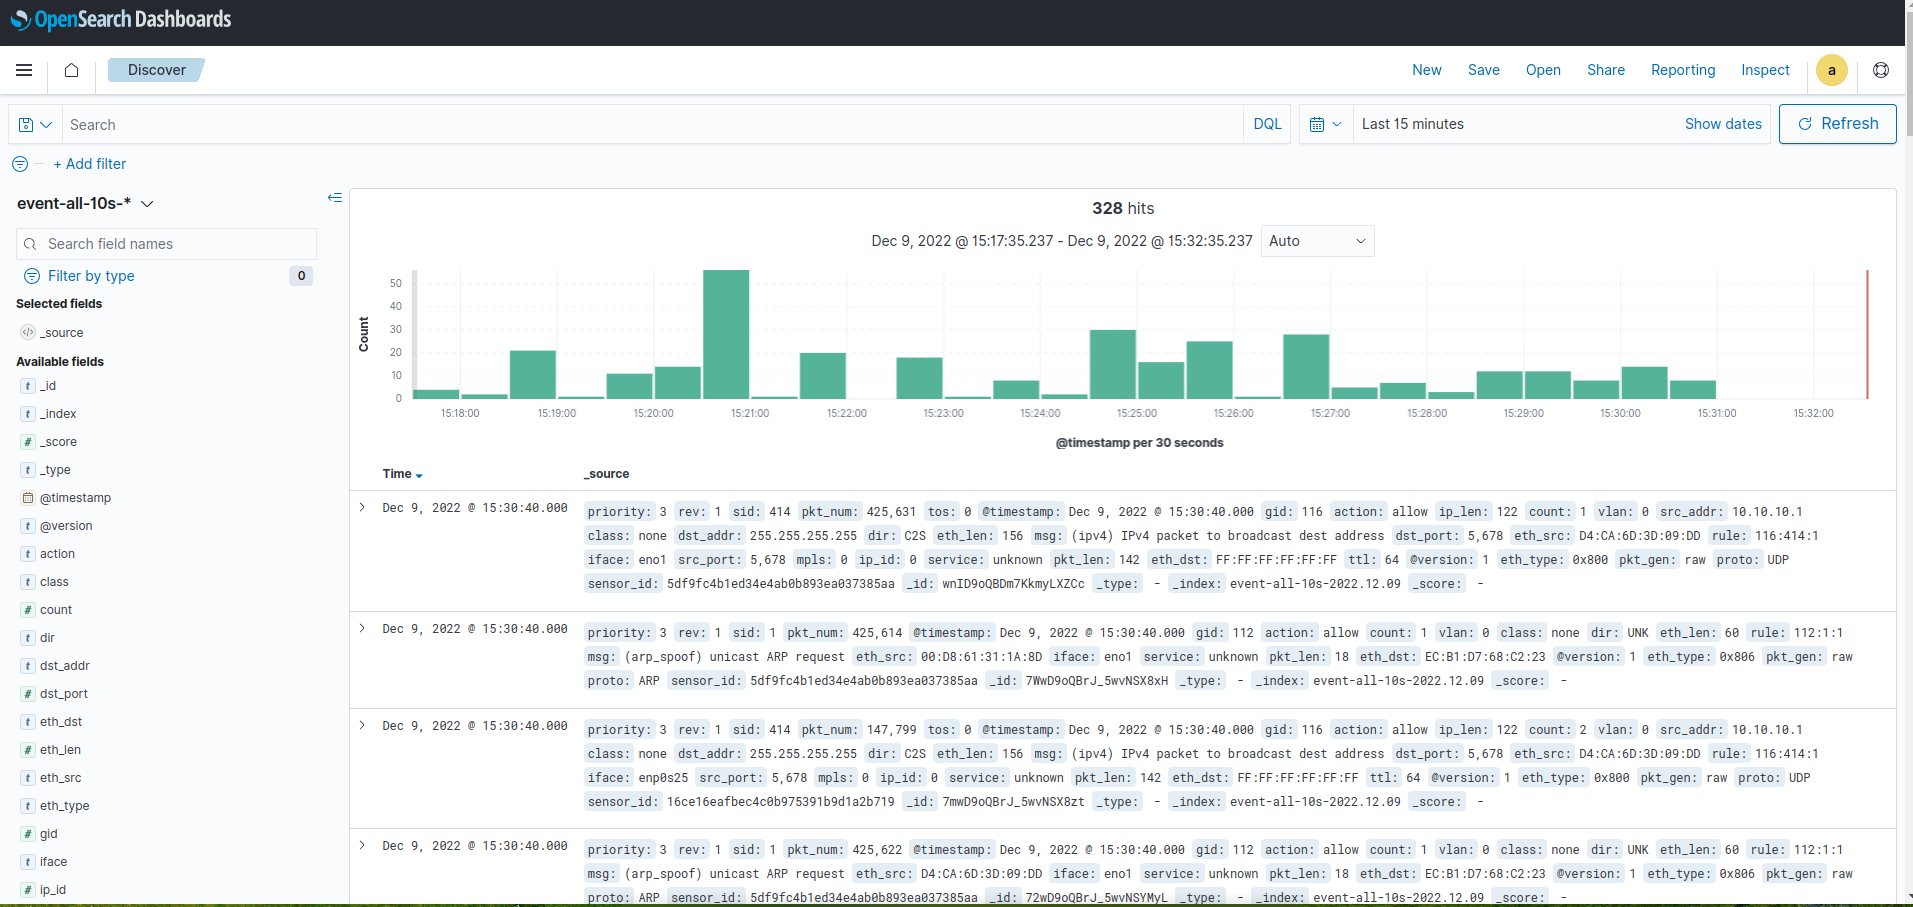 OpenSearch Dashboards
Discover New Save Open Share Reporting Inspect a
Search DQL Last 15 minutes Show dates Refresh
+ Add filter
event-all-10s-*
Search field names
Filter by type 0
Selected fields
_source
Available fields
t _id
t _index
# _score
t _type
@timestamp
t @version
t action
t class
# count
t dir
t dst_addr
# dst_port
t eth_dst
# eth_len
t eth_src
t eth_type
# gid
t iface
# ip_id
328 hits
Dec 9, 2022 @ 15:17:35.237 - Dec 9, 2022 @ 15:32:35.237 Auto
Count
50
40
30
20
10
0
15:18:00 15:19:00 15:20:00 15:21:00 15:22:00 15:23:00 15:24:00 15:25:00 15:26:00 15:27:00 15:28:00 15:29:00 15:30:00 15:31:00 15:32:00
@timestamp per 30 seconds
Time _source
Dec 9, 2022 @ 15:30:40.000 priority: 3 rev: 1 sid: 414 pkt_num: 425,631 tos: 0 @timestamp: Dec 9, 2022 @ 15:30:40.000 gid: 116 action: allow ip_len: 122 count: 1 vlan: 0 src_addr: 10.10.10.1
class: none dst_addr: 255.255.255.255 dir: C2S eth_len: 156 msg: (ipv4) IPv4 packet to broadcast dest address dst_port: 5,678 eth_src: D4:CA:6D:3D:09:DD rule: 116:414:1
iface: eno1 src_port: 5,678 mpls: 0 ip_id: 0 service: unknown pkt_len: 142 eth_dst: FF:FF:FF:FF:FF:FF ttl: 64 @version: 1 eth_type: 0x800 pkt_gen: raw proto: UDP
sensor_id: 5df9fc4b1ed34e4ab0b893ea037385aa _id: wnID9oQBDm7KkmyLXZCc _type: - _index: event-all-10s-2022.12.09 _score: -
Dec 9, 2022 @ 15:30:40.000 priority: 3 rev: 1 sid: 1 pkt_num: 425,614 @timestamp: Dec 9, 2022 @ 15:30:40.000 gid: 112 action: allow count: 1 vlan: 0 class: none dir: UNK eth_len: 60 rule: 112:1:1
msg: (arp_spoof) unicast ARP request eth_src: 00:D8:61:31:1A:8D iface: eno1 service: unknown pkt_len: 18 eth_dst: EC:B1:D7:68:C2:23 @version: 1 eth_type: 0x806 pkt_gen: raw
proto: ARP sensor_id: 5df9fc4b1ed34e4ab0b893ea037385aa _id: 7WwD9oQBrJ_5wvNSX8xH _type: - _index: event-all-10s-2022.12.09 _score: -
Dec 9, 2022 @ 15:30:40.000 priority: 3 rev: 1 sid: 414 pkt_num: 147,799 tos: 0 @timestamp: Dec 9, 2022 @ 15:30:40.000 gid: 116 action: allow ip_len: 122 count: 2 vlan: 0 src_addr: 10.10.10.1
class: none dst_addr: 255.255.255.255 dir: C2S eth_len: 156 msg: (ipv4) IPv4 packet to broadcast dest address dst_port: 5,678 eth_src: D4:CA:6D:3D:09:DD rule: 116:414:1
iface: enp0s25 src_port: 5,678 mpls: 0 ip_id: 0 service: unknown pkt_len: 142 eth_dst: FF:FF:FF:FF:FF:FF ttl: 64 @version: 1 eth_type: 0x800 pkt_gen: raw proto: UDP
sensor_id: 16ce16eafbec4c0b975391b9d1a2b719 _id: 7mwD9oQBrJ_5wvNSX8zt _type: - _index: event-all-10s-2022.12.09 _score: -
Dec 9, 2022 @ 15:30:40.000 priority: 3 rev: 1 sid: 1 pkt_num: 425,622 @timestamp: Dec 9, 2022 @ 15:30:40.000 gid: 112 action: allow count: 1 vlan: 0 class: none dir: UNK eth_len: 60 rule: 112:1:1
msg: (arp_spoof) unicast ARP request eth_src: D4:CA:6D:3D:09:DD iface: eno1 service: unknown pkt_len: 18 eth_dst: EC:B1:D7:68:C2:23 @version: 1 eth_type: 0x806 pkt_gen: raw
proto: ARP sensor_id: 5df9fc4b1ed34e4ab0b893ea037385aa _id: 72wD9oQBrJ_5wvNSYMyL _type: - _index: event-all-10s-2022.12.09 _score: -